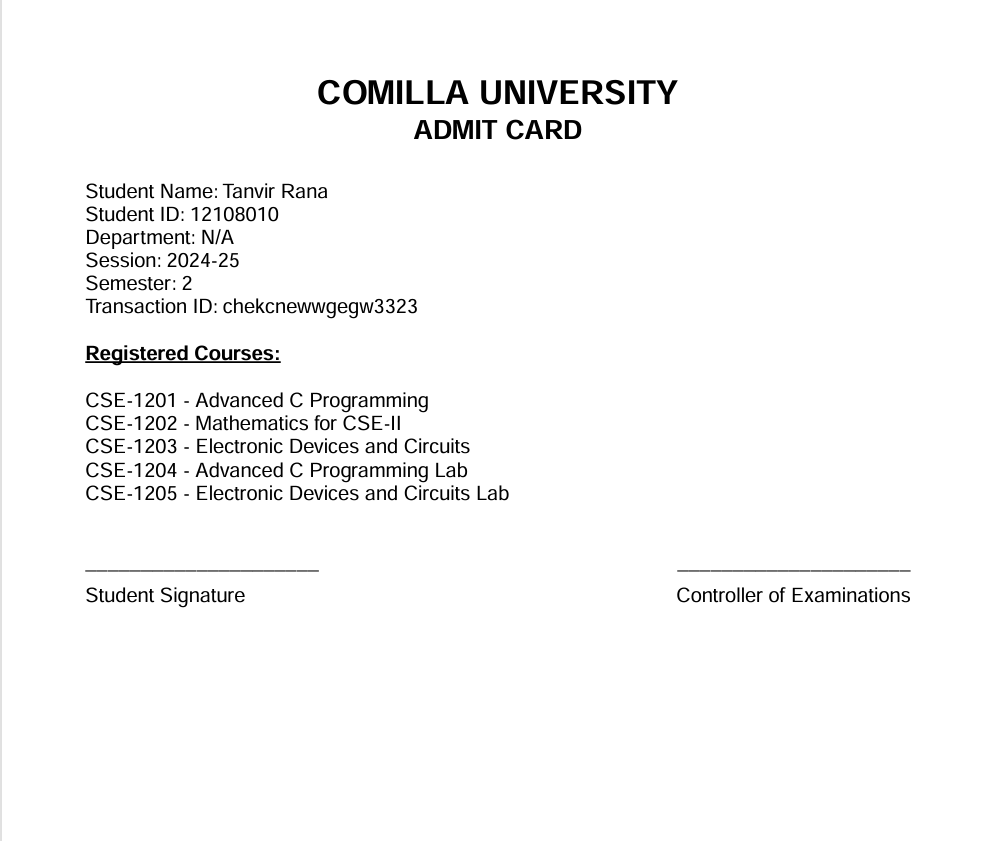 COMILLA UNIVERSITY
ADMIT CARD
Student Name: Tanvir Rana
Student ID: 12108010
Department: N/A
Session: 2024-25
Semester: 2
Transaction ID: chekcnewwgegw3323
Registered Courses:
CSE-1201 - Advanced C Programming
CSE-1202 - Mathematics for CSE-II
CSE-1203 - Electronic Devices and Circuits
CSE-1204 - Advanced C Programming Lab
CSE-1205 - Electronic Devices and Circuits Lab
_____________________ _____________________
Student Signature Controller of Examinations